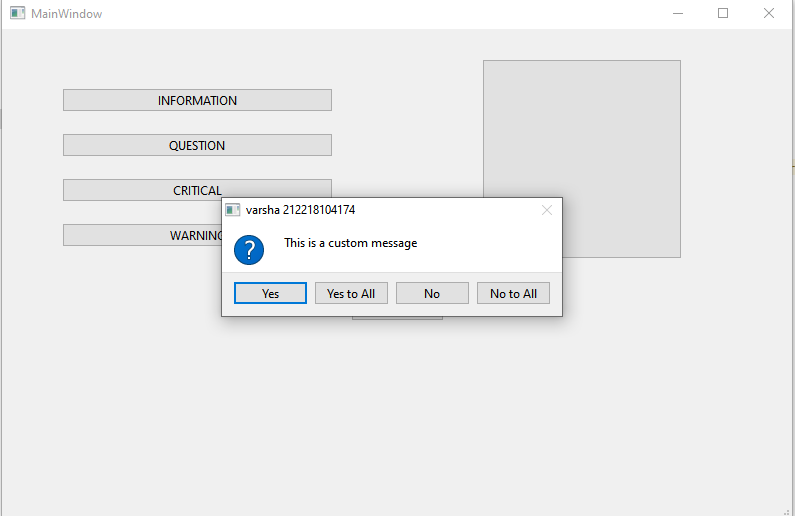 MainWindow
INFORMATION
QUESTION
CRITICAL
WARNING
varsha 212218104174
This is a custom message
Yes Yes to All No No to All